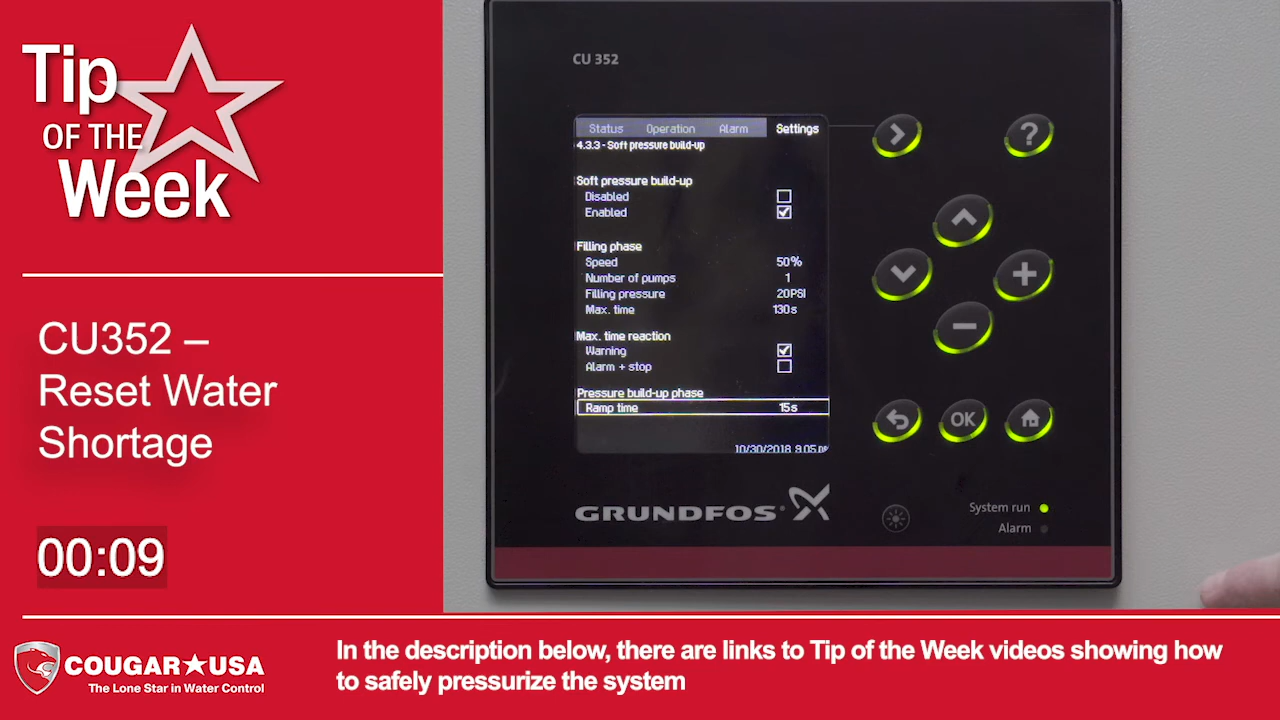 Tip
OF THE
Week
CU352 –
Reset Water
Shortage
00:09
CU 352
Status Operation Alarm Settings
4.3.3 - Soft pressure build-up
Soft pressure build-up
Disabled
Enabled
Filling phase
Speed 50%
Number of pumps 1
Filling pressure 20PSI
Max. time 130s
Max. time reaction
Warning
Alarm + stop
Pressure build-up phase
Ramp time 15s
10/30/2018 9.05
?
OK
GRUNDFOS
System run
Alarm
COUGAR USA
The Lone Star in Water Control
In the description below, there are links to Tip of the Week videos showing how
to safely pressurize the system